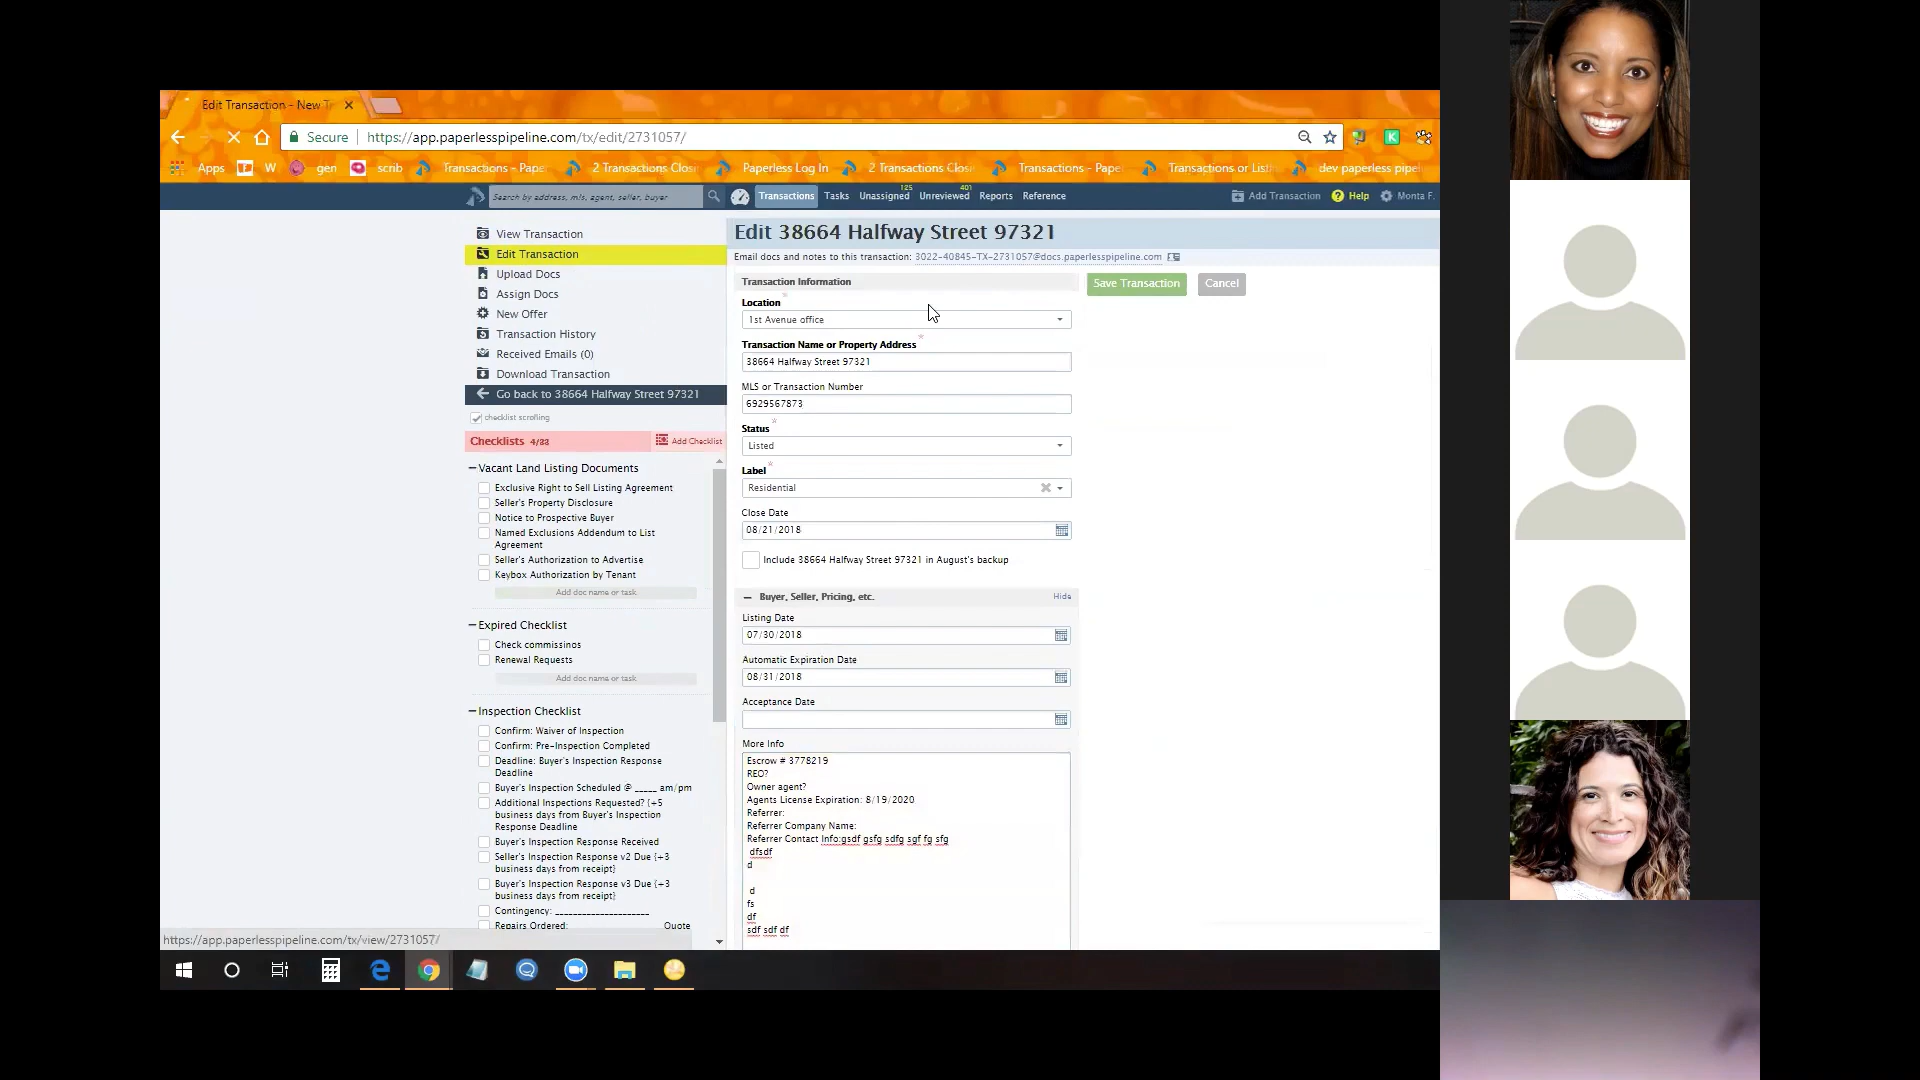 Edit Transaction - New Tr
Secure https://app.paperlesspipeline.com/tx/edit/2731057/
Apps W gen scrib Transactions - Pape 2 Transactions Closi Paperless Log In 2 Transactions Closi Transactions - Pape Transactions or Listi dev paperless pipeli
Search by address, mls, agent, seller, buyer
Transactions Tasks Unassigned 125 Unreviewed 401 Reports Reference Add Transaction Help Monta F.
View Transaction
Edit Transaction
Upload Docs
Assign Docs
New Offer
Transaction History
Received Emails (0)
Download Transaction
Go back to 38664 Halfway Street 97321
checklist scrolling
Checklists 4/33 Add Checklist
Vacant Land Listing Documents
Exclusive Right to Sell Listing Agreement
Seller's Property Disclosure
Notice to Prospective Buyer
Named Exclusions Addendum to List
Agreement
Seller's Authorization to Advertise
Keybox Authorization by Tenant
Add doc name or task
Expired Checklist
Check commissinos
Renewal Requests
Add doc name or task
Inspection Checklist
Confirm: Waiver of Inspection
Confirm: Pre-Inspection Completed
Deadline: Buyer's Inspection Response
Deadline
Buyer's Inspection Scheduled @ _____ am/pm
Additional Inspections Requested? {+5
business days from Buyer's Inspection
Response Deadline
Buyer's Inspection Response Received
Seller's Inspection Response v2 Due {+3
business days from receipt}
Buyer's Inspection Response v3 Due {+3
business days from receipt}
Contingency: _____________________
Repairs Ordered: Quote
https://app.paperlesspipeline.com/tx/view/2731057/
Edit 38664 Halfway Street 97321
Email docs and notes to this transaction: 3022-40845-TX-2731057@docs.paperlesspipeline.com
Transaction Information
Save Transaction Cancel
Location *
1st Avenue office
Transaction Name or Property Address *
38664 Halfway Street 97321
MLS or Transaction Number
6929567873
Status *
Listed
Label *
Residential
Close Date
08/21/2018
Include 38664 Halfway Street 97321 in August's backup
Buyer, Seller, Pricing, etc. Hide
Listing Date
07/30/2018
Automatic Expiration Date
08/31/2018
Acceptance Date
More Info
Escrow # 3778219
REO?
Owner agent?
Agents License Expiration: 8/19/2020
Referrer:
Referrer Company Name:
Referrer Contact Info:gsdf gsfg sdfg sgf fg sfg
dfsdf
d
d
fs
df
sdf sdf df